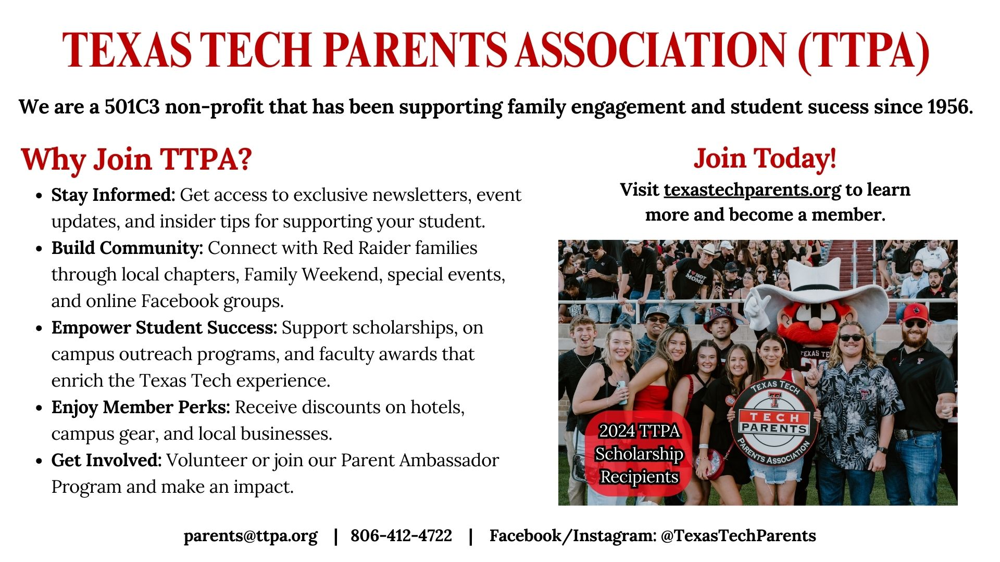 TEXAS TECH PARENTS ASSOCIATION (TTPA)
We are a 501C3 non-profit that has been supporting family engagement and student sucess since 1956.
Why Join TTPA?
• Stay Informed: Get access to exclusive newsletters, event
updates, and insider tips for supporting your student.
• Build Community: Connect with Red Raider families
through local chapters, Family Weekend, special events,
and online Facebook groups.
• Empower Student Success: Support scholarships, on
campus outreach programs, and faculty awards that
enrich the Texas Tech experience.
• Enjoy Member Perks: Receive discounts on hotels,
campus gear, and local businesses.
• Get Involved: Volunteer or join our Parent Ambassador
Program and make an impact.
Join Today!
Visit texastechparents.org to learn
more and become a member.
I ♥ HOT
MOMS
TEXAS TE
TEXAS TECH
TECH
PARENTS
PARENTS ASSOCIATION
2024 TTPA
Scholarship
Recipients
parents@ttpa.org | 806-412-4722 | Facebook/Instagram: @TexasTechParents